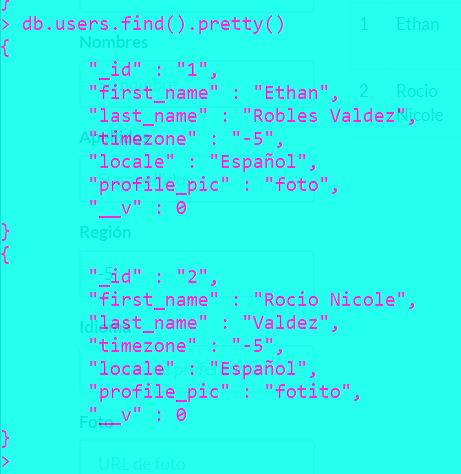 }
> db.users.find().pretty()
{
"_id" : "1",
"first_name" : "Ethan",
"last_name" : "Robles Valdez",
"timezone" : "-5",
"locale" : "Español",
"profile_pic" : "foto",
"__v" : 0
}
{
"_id" : "2",
"first_name" : "Rocio Nicole",
"last_name" : "Valdez",
"timezone" : "-5",
"locale" : "Español",
"profile_pic" : "fotito",
"__v" : 0
}
>
Nombres
Región
-5
Idioma
Foto
URL de foto
1 Ethan
2 Rocio
Nicole